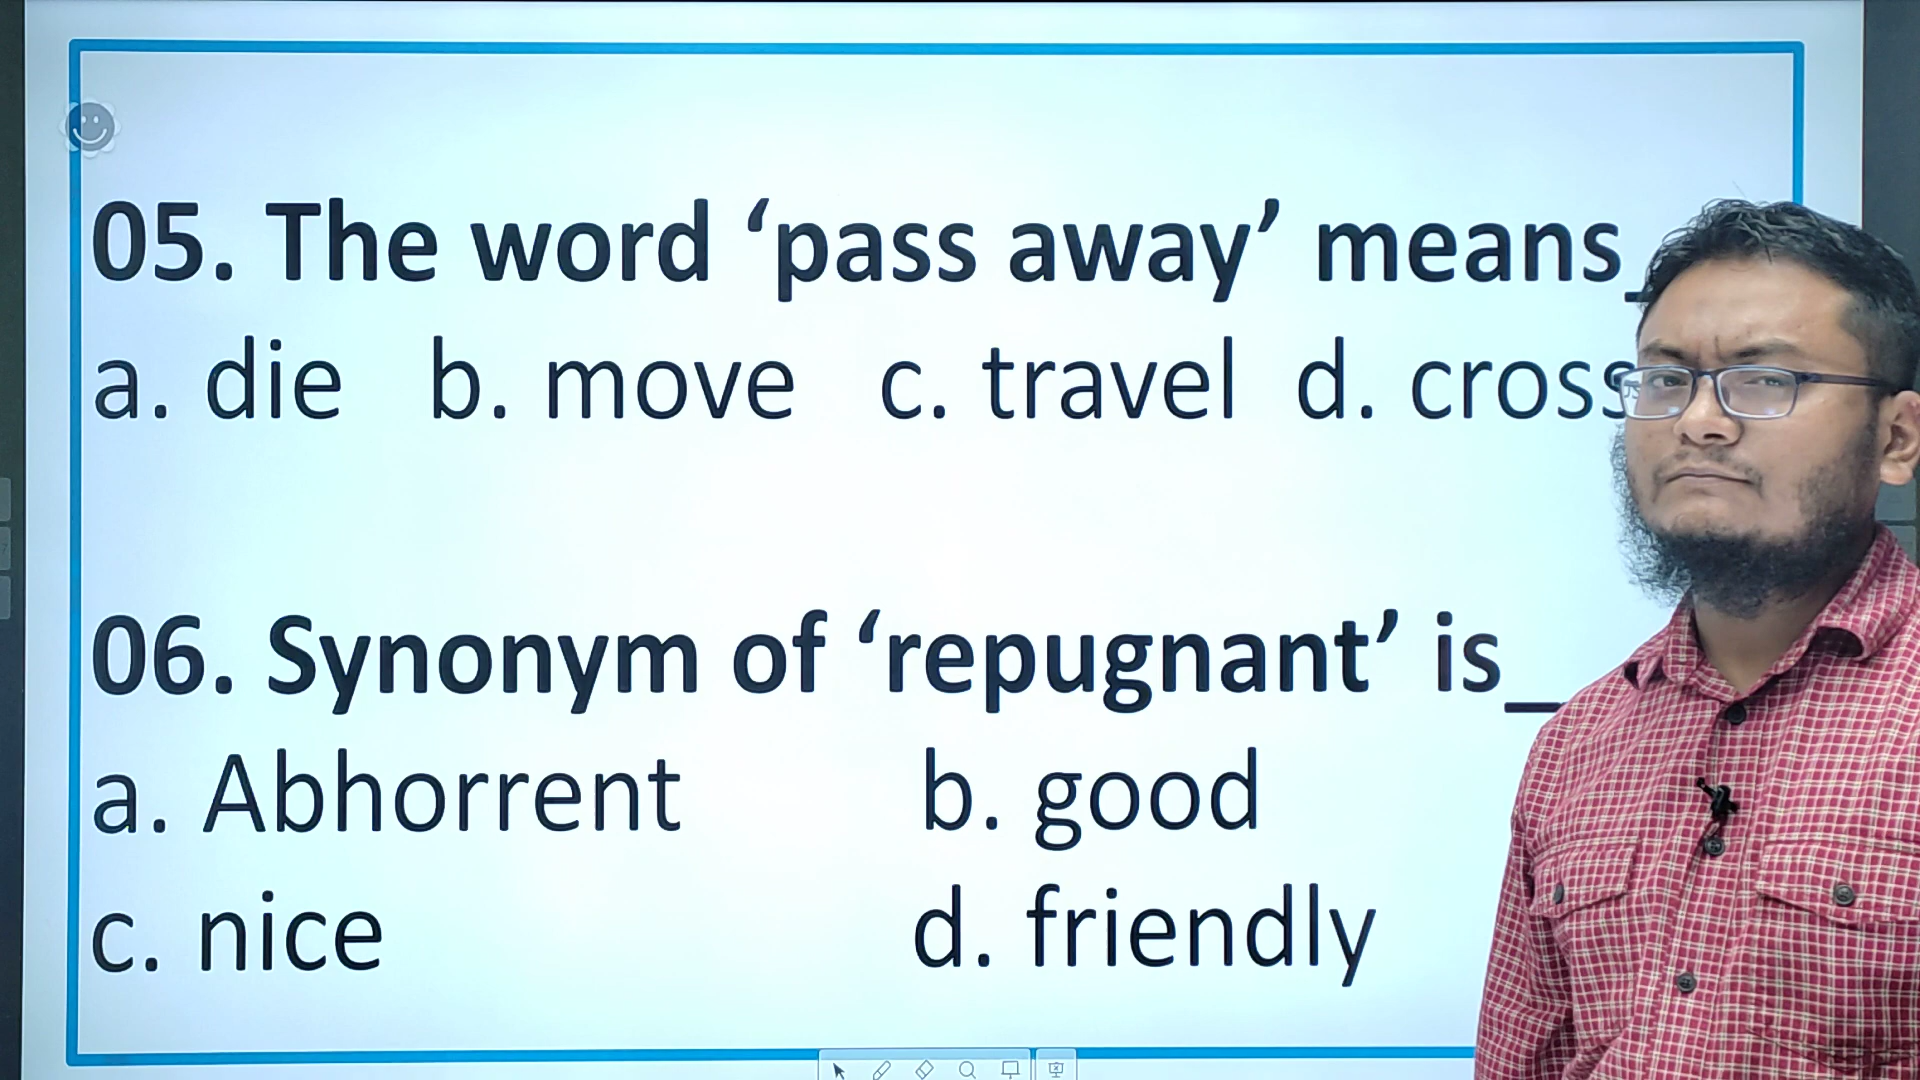 05. The word ‘pass away’ means_
a. die b. move c. travel d. cross
06. Synonym of ‘repugnant’ is_
a. Abhorrent b. good
c. nice d. friendly